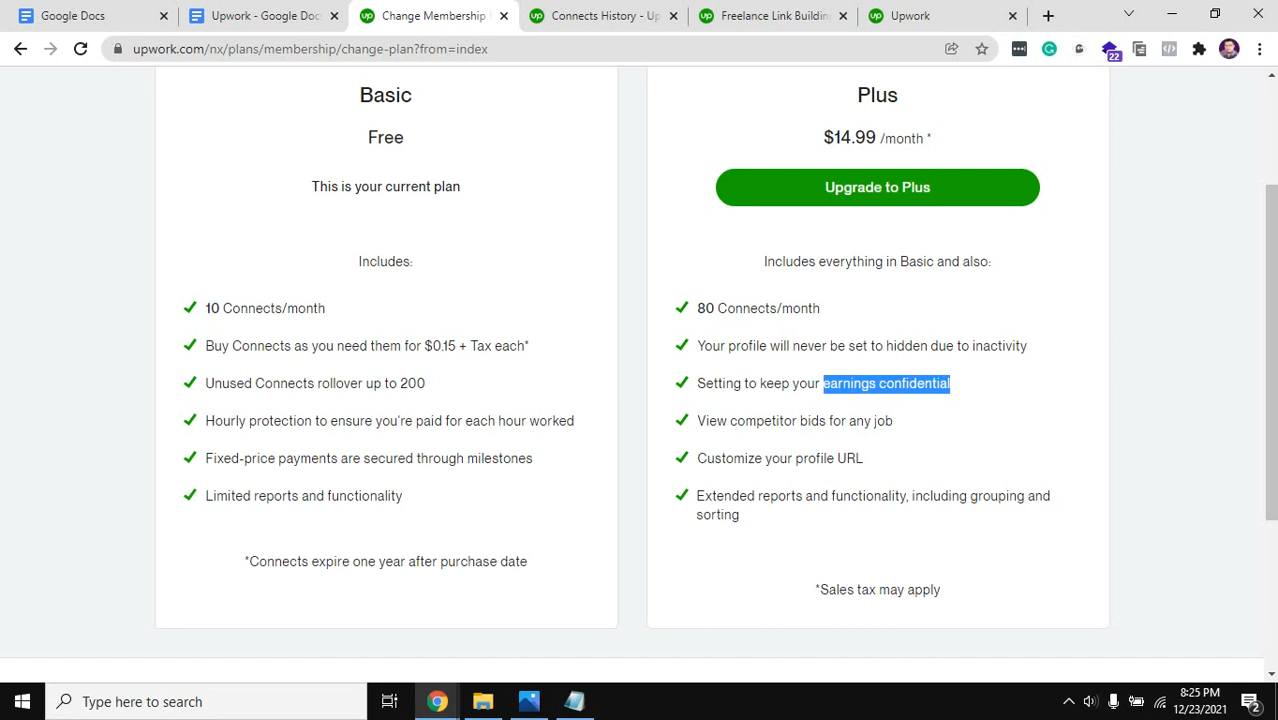 Google Docs
Upwork - Google Docs
Change Membership
Connects History - Up
Freelance Link Building
Upwork
upwork.com/nx/plans/membership/change-plan?from=index
22
Basic
Free
This is your current plan
Includes:
10 Connects/month
Buy Connects as you need them for $0.15 + Tax each*
Unused Connects rollover up to 200
Hourly protection to ensure you're paid for each hour worked
Fixed-price payments are secured through milestones
Limited reports and functionality
*Connects expire one year after purchase date
Plus
$14.99 /month *
Upgrade to Plus
Includes everything in Basic and also:
80 Connects/month
Your profile will never be set to hidden due to inactivity
Setting to keep your earnings confidential
View competitor bids for any job
Customize your profile URL
Extended reports and functionality, including grouping and
sorting
*Sales tax may apply
Type here to search
8:25 PM
12/23/2021
2